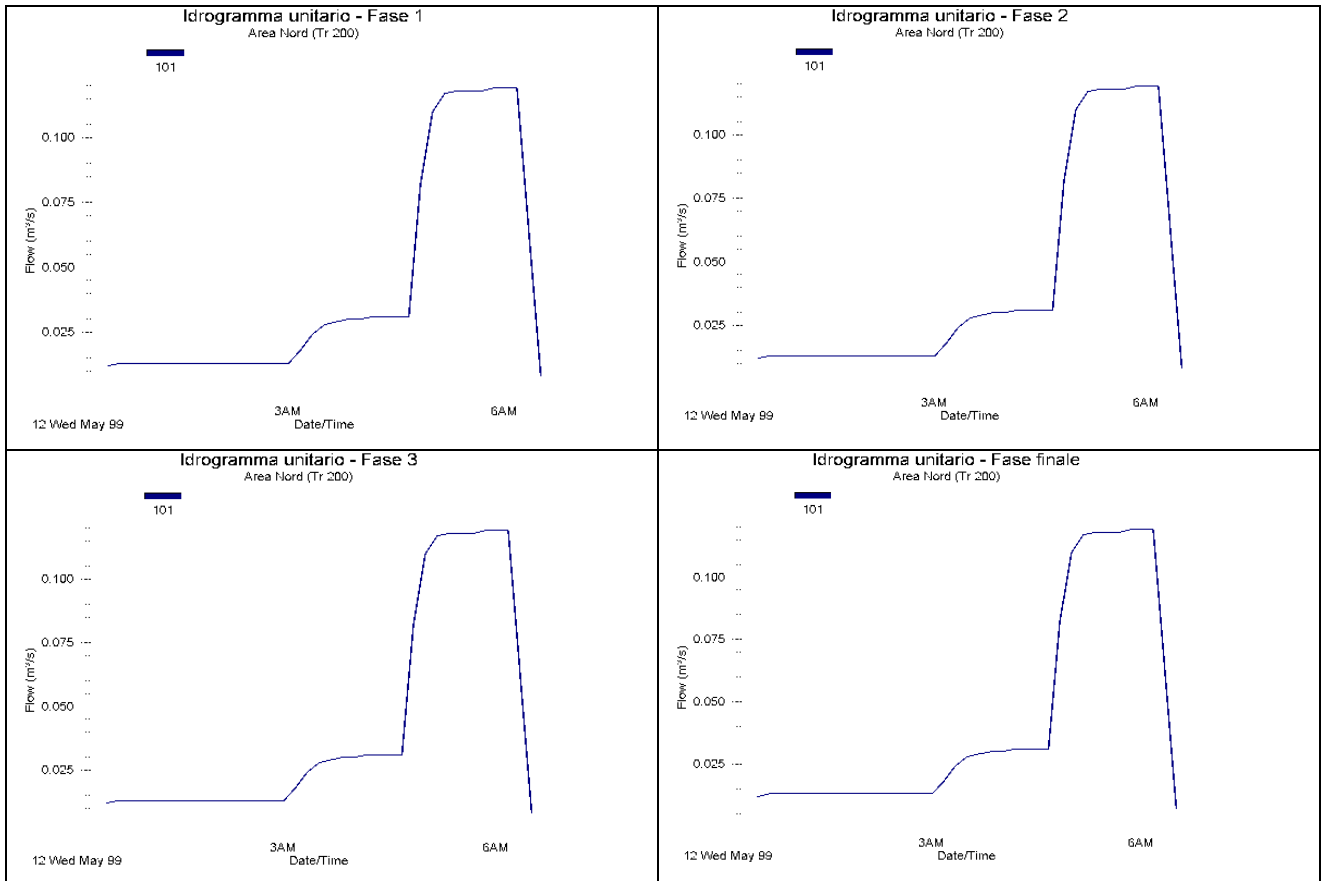 Idrogramma unitario - Fase 1
Area Nord (Tr 200)
101
0.100
0.075
0.050
0.025
Flow (m³/s)
3AM
6AM
12 Wed May 99
Date/Time
Idrogramma unitario - Fase 2
Area Nord (Tr 200)
101
0.100
0.075
0.050
0.025
Flow (m³/s)
3AM
6AM
12 Wed May 99
Date/Time
Idrogramma unitario - Fase 3
Area Nord (Tr 200)
101
0.100
0.075
0.050
0.025
Flow (m³/s)
3AM
6AM
12 Wed May 99
Date/Time
Idrogramma unitario - Fase finale
Area Nord (Tr 200)
101
0.100
0.075
0.050
0.025
Flow (m³/s)
3AM
6AM
12 Wed May 99
Date/Time